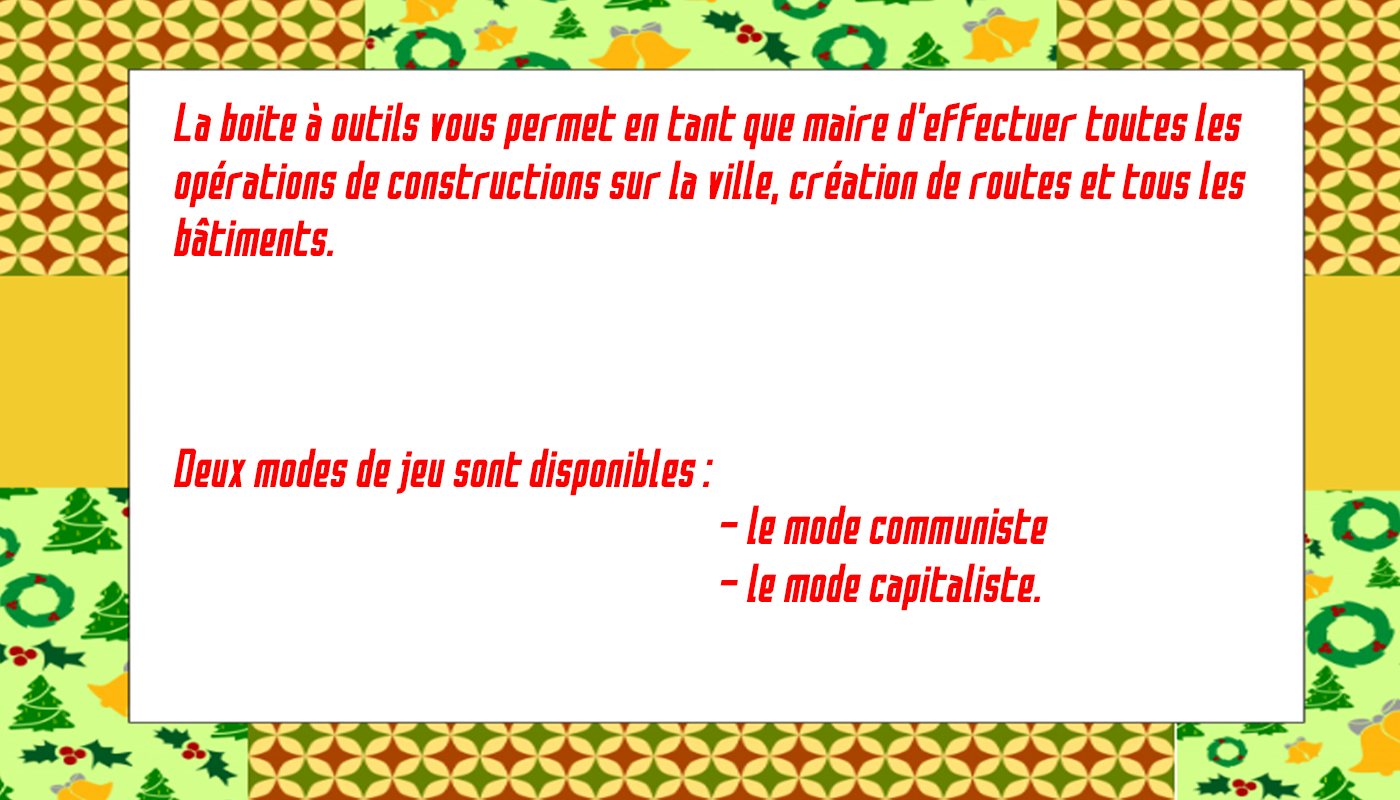 La boite à outils vous permet en tant que maire d'effectuer toutes les
opérations de constructions sur la ville, création de routes et tous les
bâtiments.
Deux modes de jeu sont disponibles :
- le mode communiste
- le mode capitaliste.